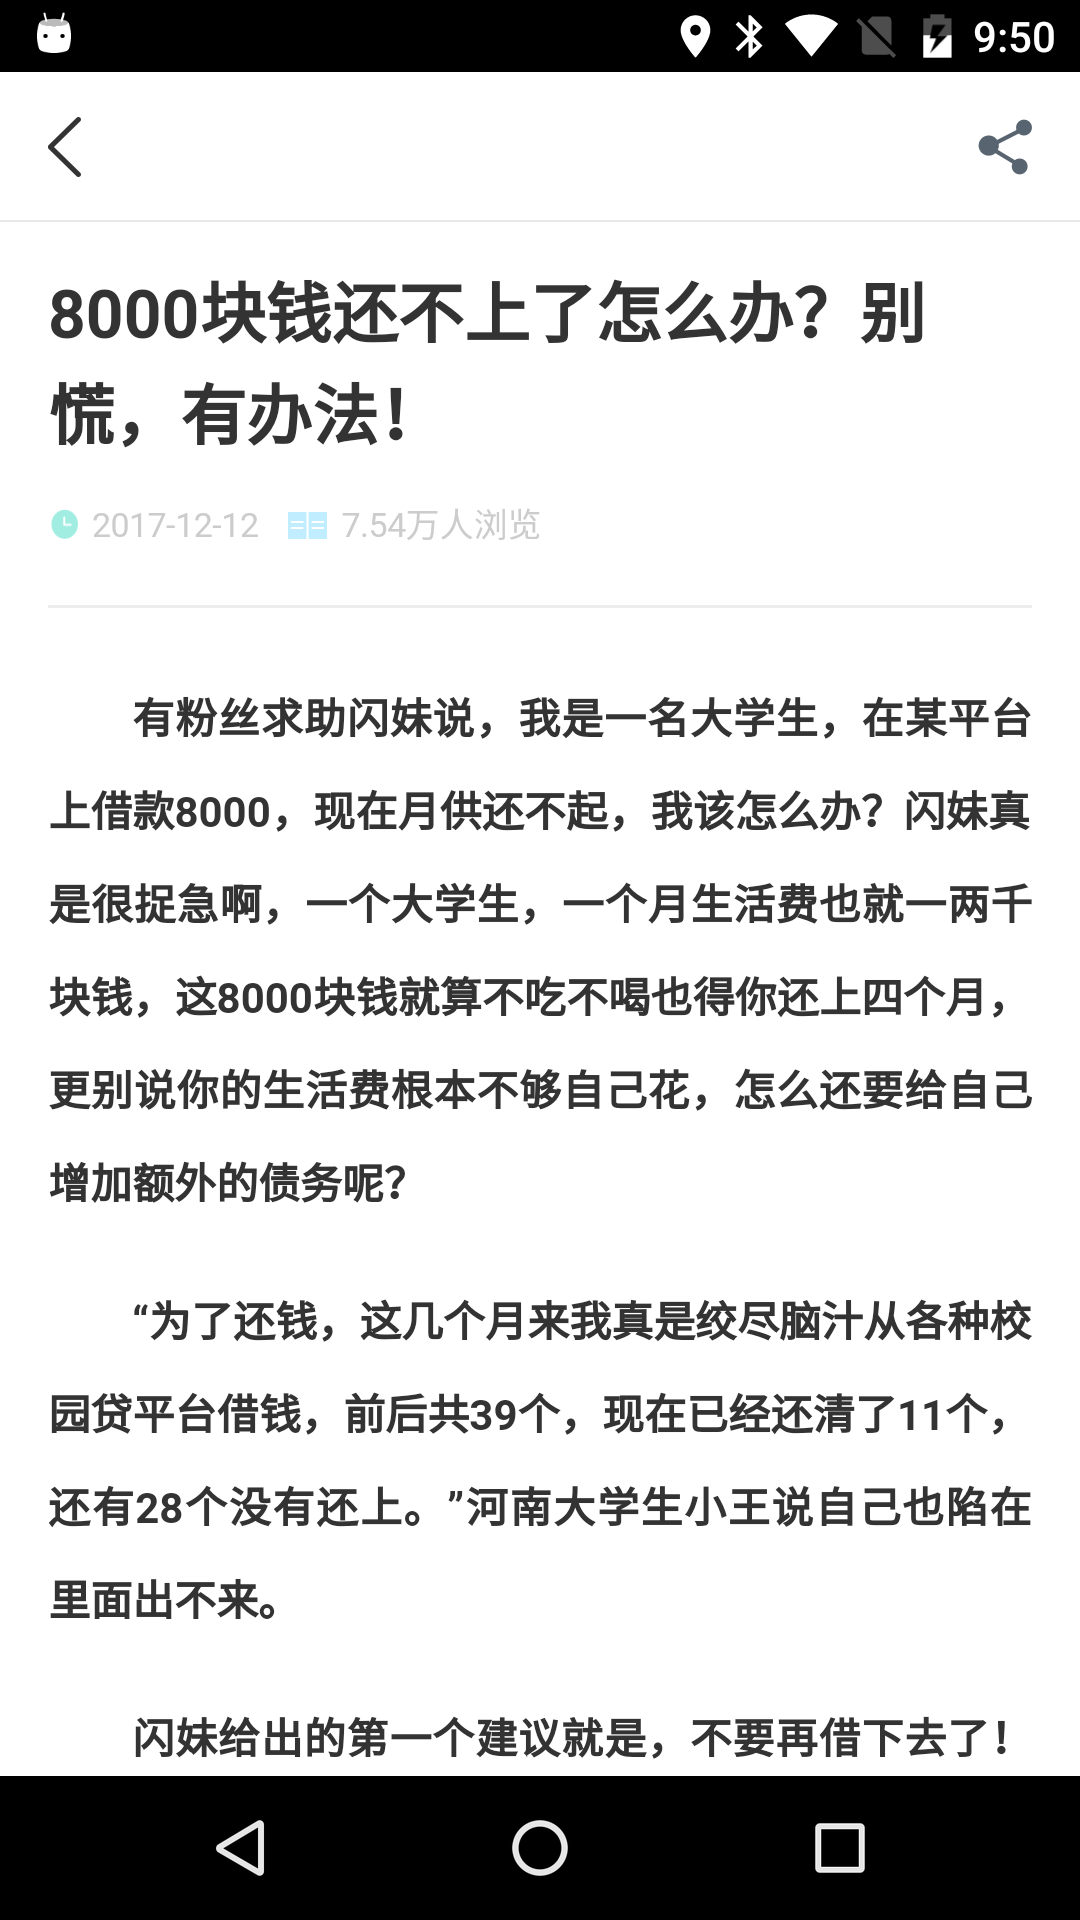 9:50
8000块钱还不上了怎么办？别
慌，有办法！
2017-12-12 7.54万人浏览
有粉丝求助闪妹说，我是一名大学生，在某平台
上借款8000，现在月供还不起，我该怎么办？闪妹真
是很捉急啊，一个大学生，一个月生活费也就一两千
块钱，这8000块钱就算不吃不喝也得你还上四个月，
更别说你的生活费根本不够自己花，怎么还要给自己
增加额外的债务呢？
“为了还钱，这几个月来我真是绞尽脑汁从各种校
园贷平台借钱，前后共39个，现在已经还清了11个，
还有28个没有还上。”河南大学生小王说自己也陷在
里面出不来。
闪妹给出的第一个建议就是，不要再借下去了！